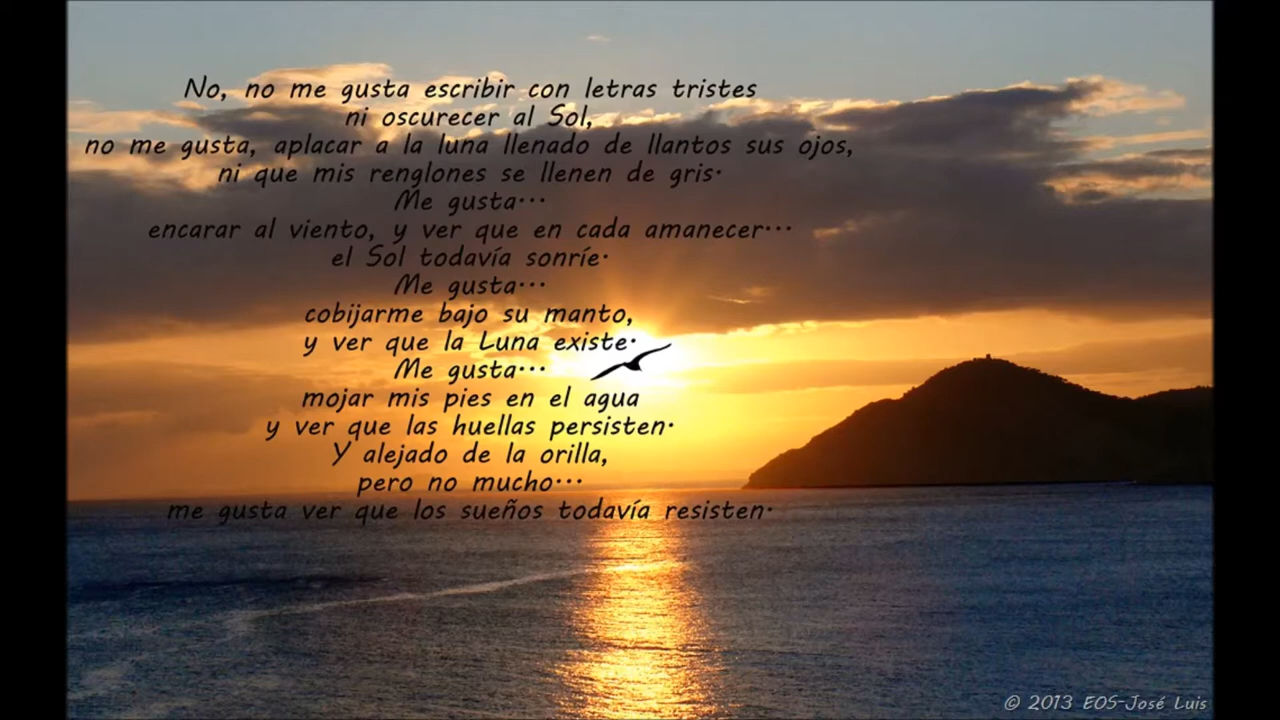 No, no me gusta escribir con letras tristes
ni oscurecer al Sol,
no me gusta, aplacar a la luna llenado de llantos sus ojos,
ni que mis renglones se llenen de gris.
Me gusta...
encarar al viento, y ver que en cada amanecer...
el Sol todavía sonríe.
Me gusta...
cobijarme bajo su manto,
y ver que la Luna existe.
Me gusta...
mojar mis pies en el agua
y ver que las huellas persisten.
Y alejado de la orilla,
pero no mucho...
me gusta ver que los sueños todavía resisten.
© 2013 EOS-José Luis